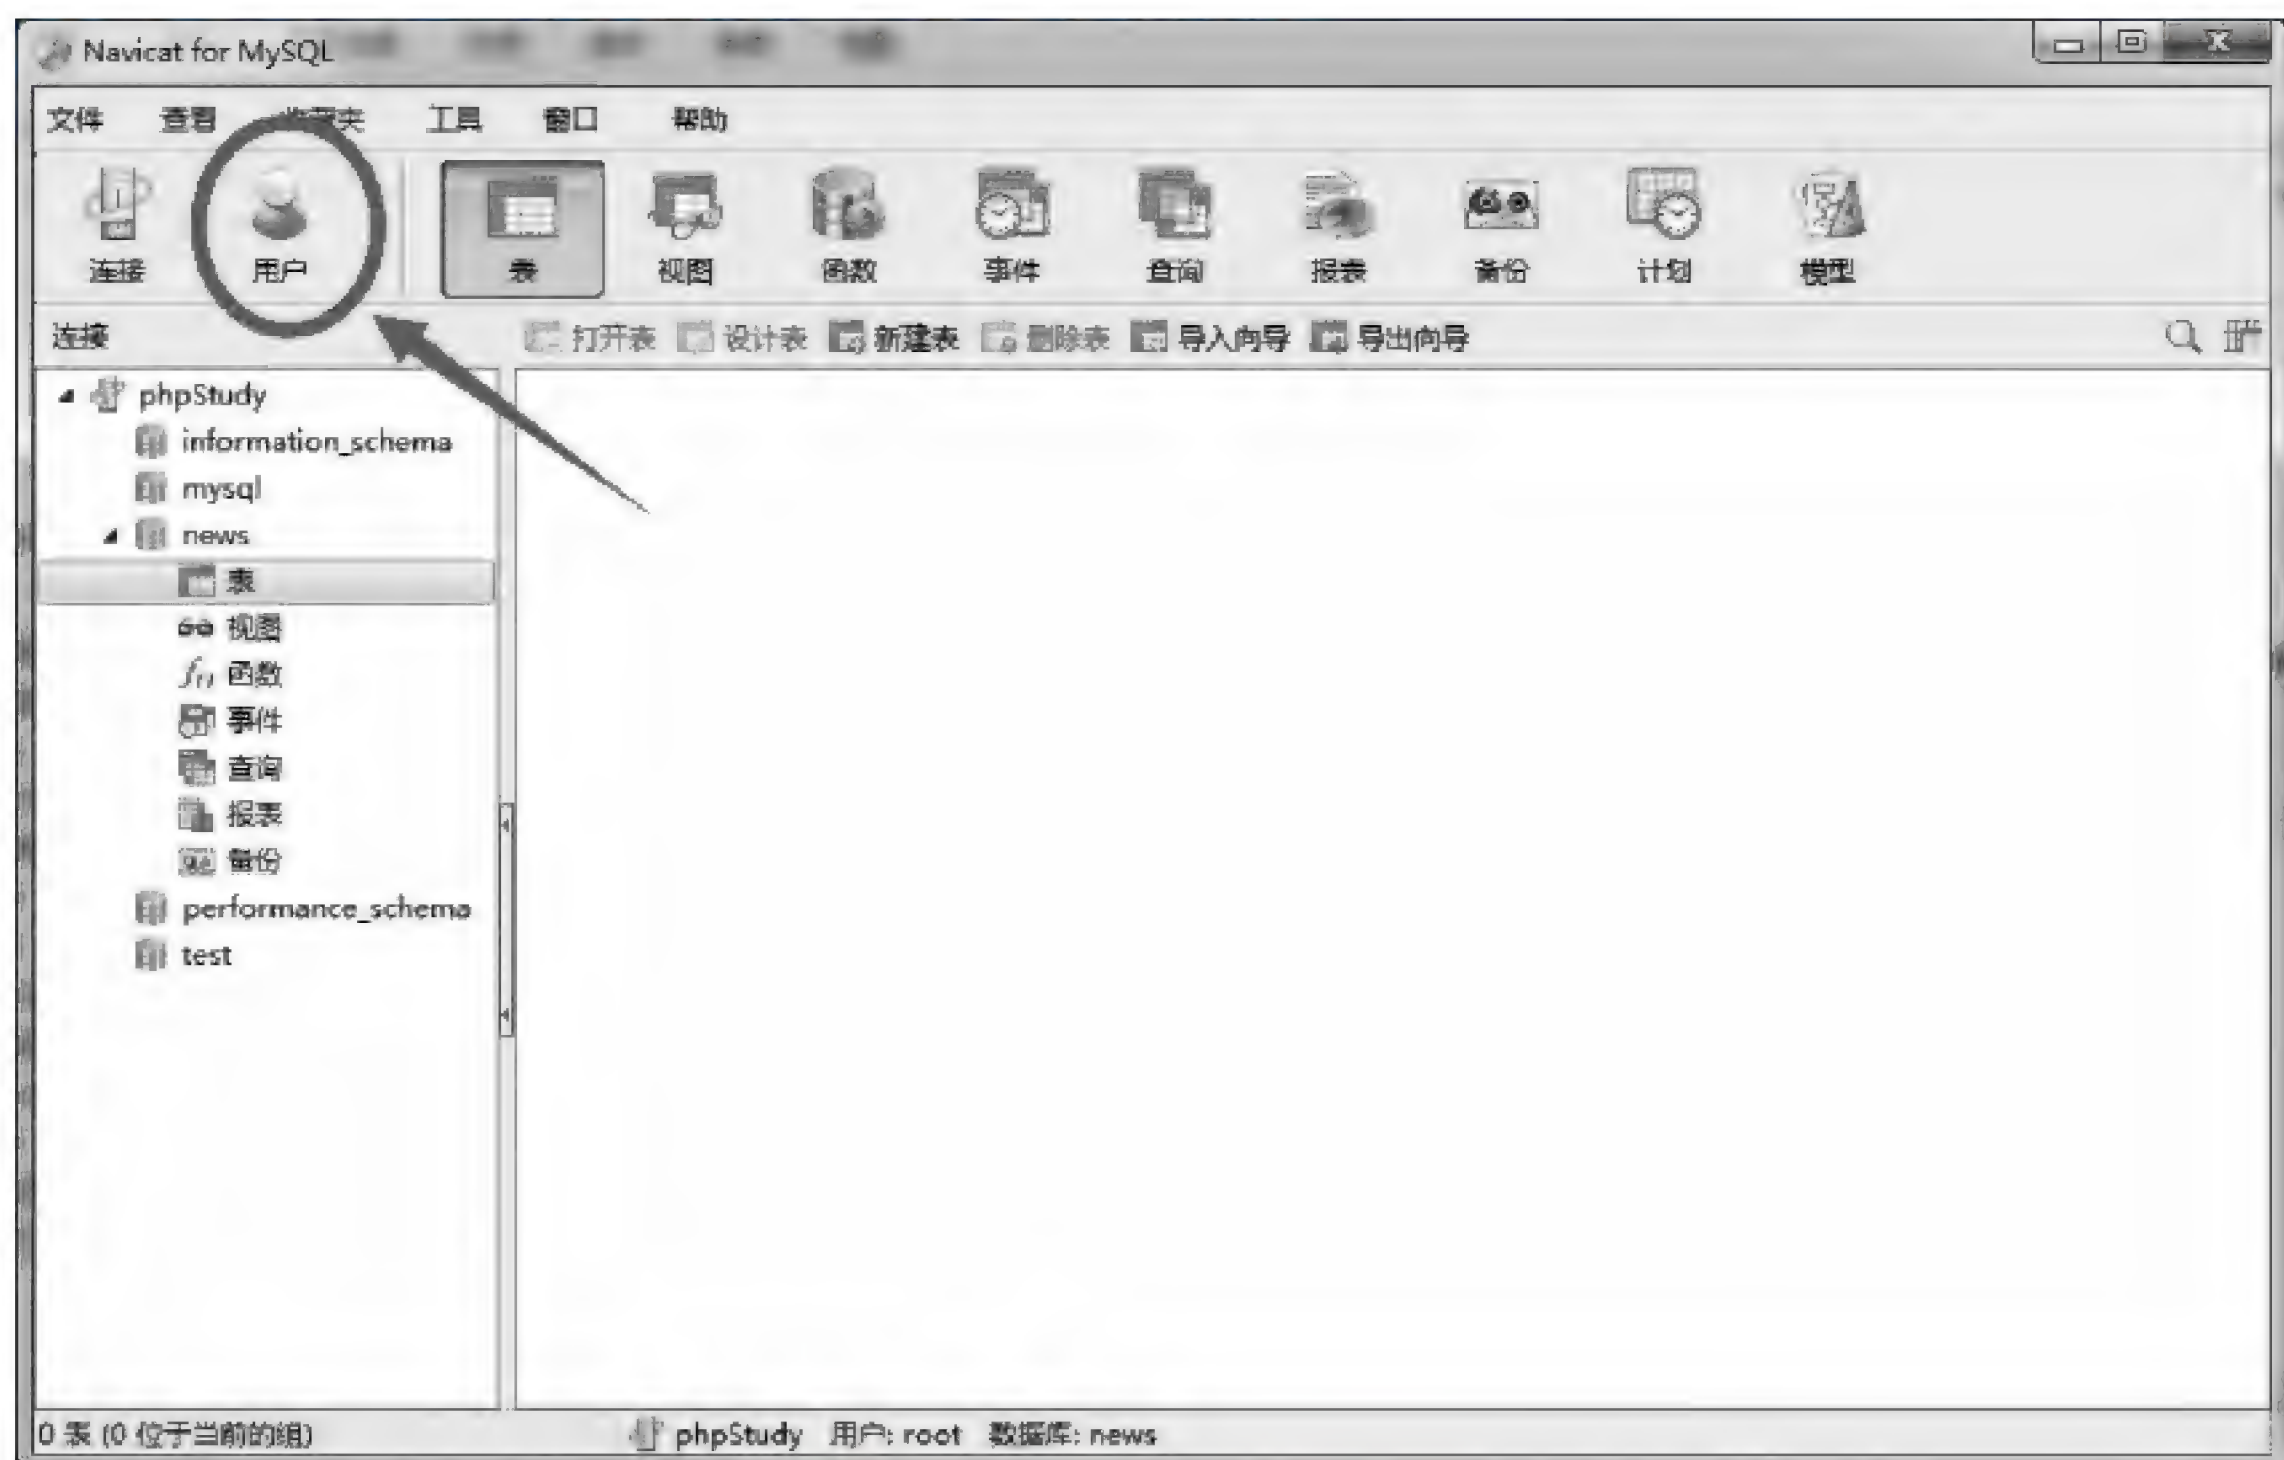 Navicat for MySQL
文件 查看 收藏夹 工具 窗口 帮助
连接 用户 表 视图 函数 事件 查询 报表 备份 计划 模型
连接 打开表 设计表 新建表 删除表 导入向导 导出向导
phpStudy
information_schema
mysql
news
表
视图
函数
事件
查询
报表
备份
performance_schema
test
0 表 (0 位于当前的组) phpStudy 用户: root 数据库: news